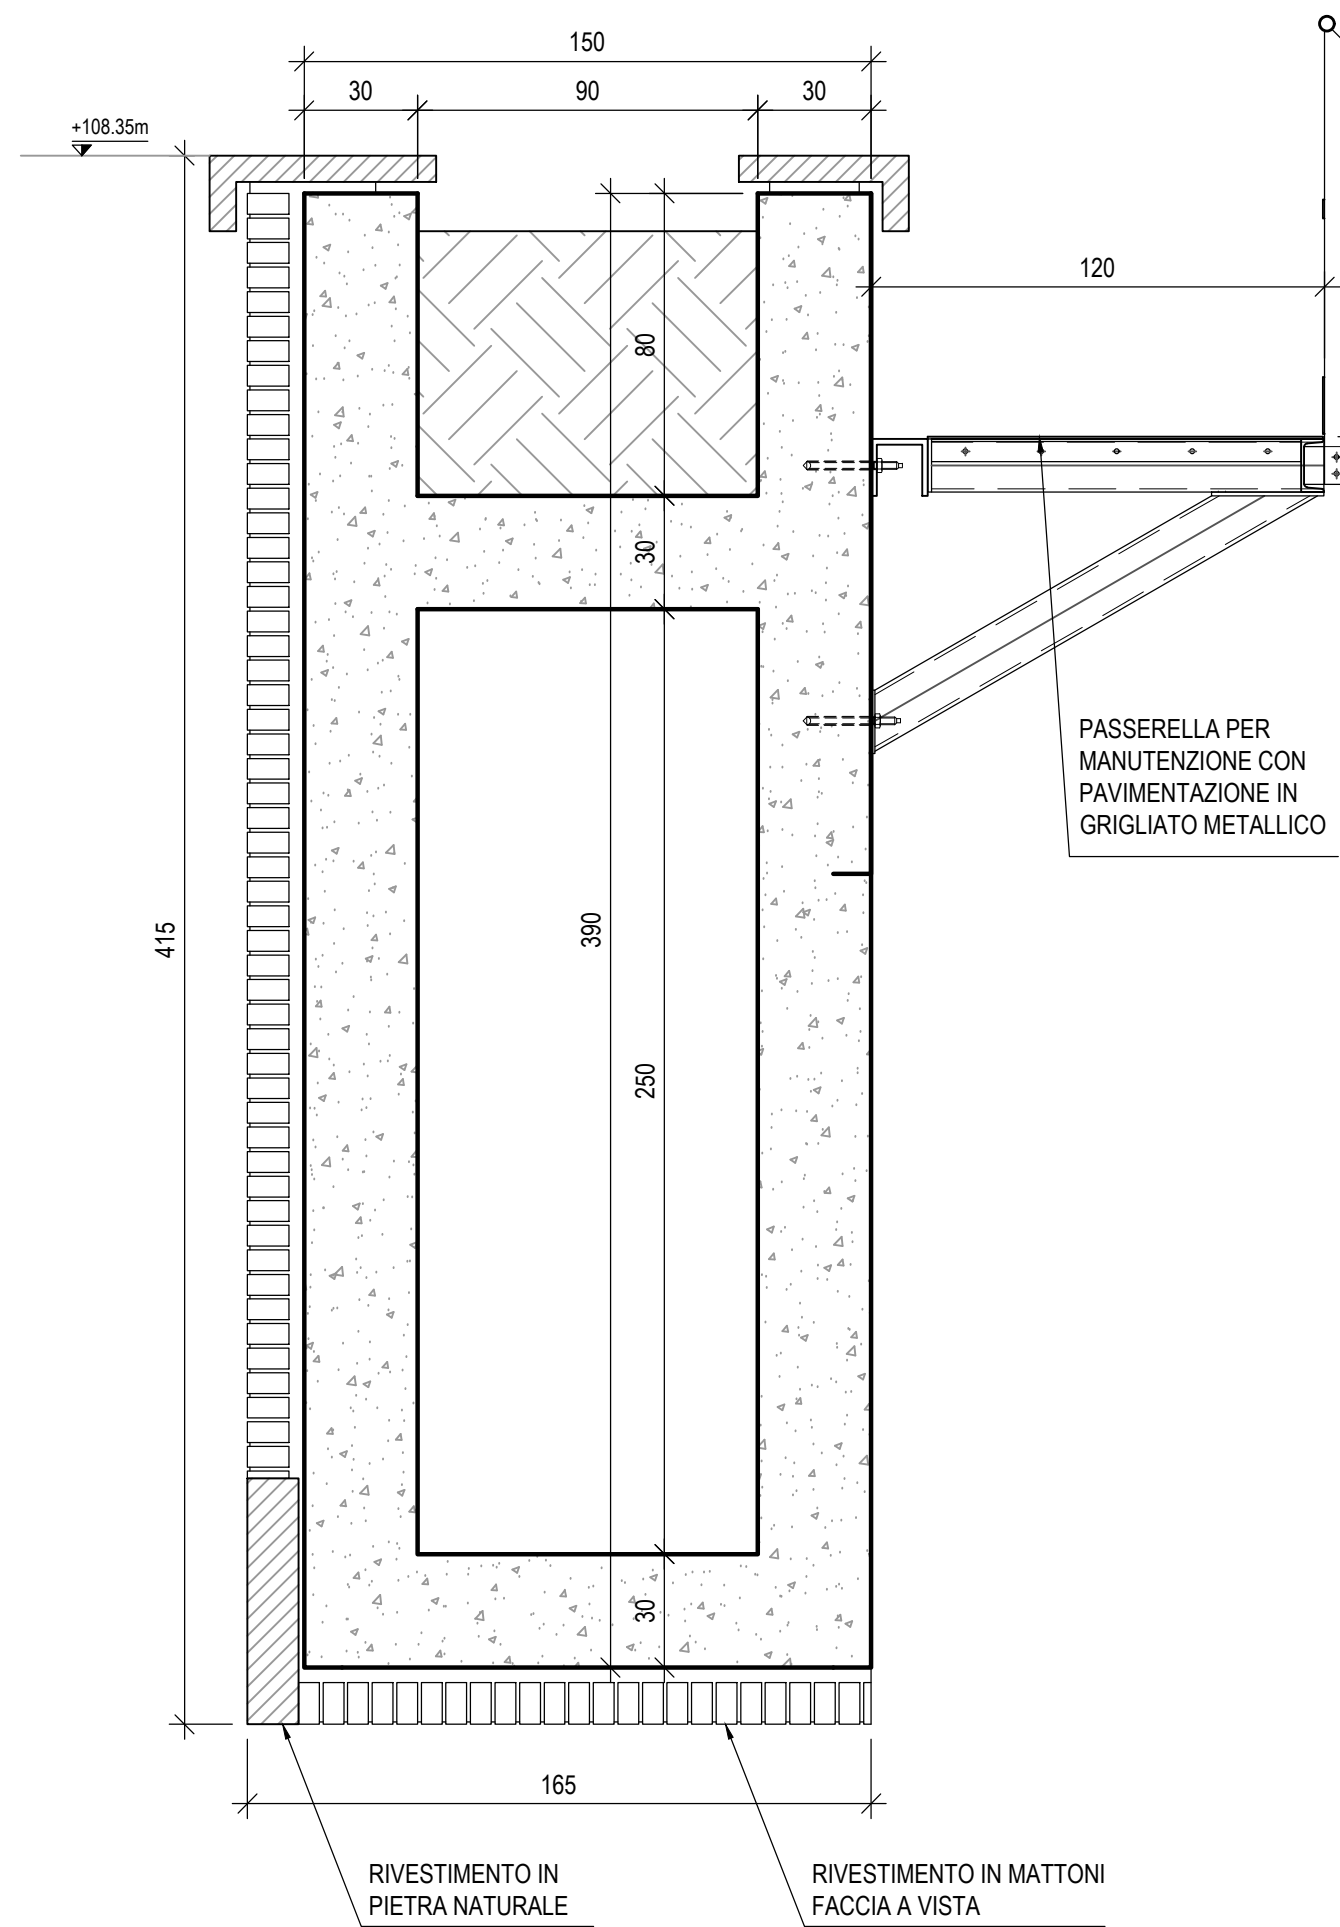 150
30
90
30
+108.35m
120
80
30
PASSERELLA PER
MANUTENZIONE CON
PAVIMENTAZIONE IN
GRIGLIATO METALLICO
415
390
250
30
165
RIVESTIMENTO IN
PIETRA NATURALE
RIVESTIMENTO IN MATTONI
FACCIA A VISTA